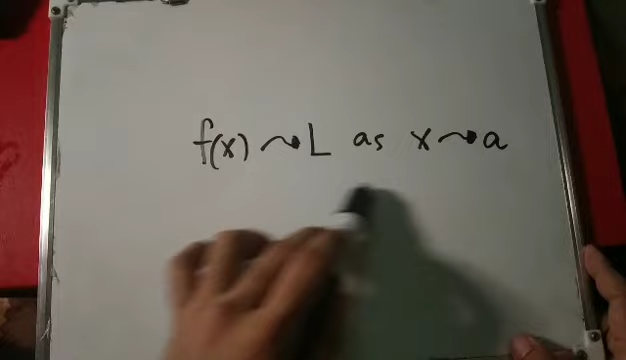 f(x) ⇝ L as x ⇝ a